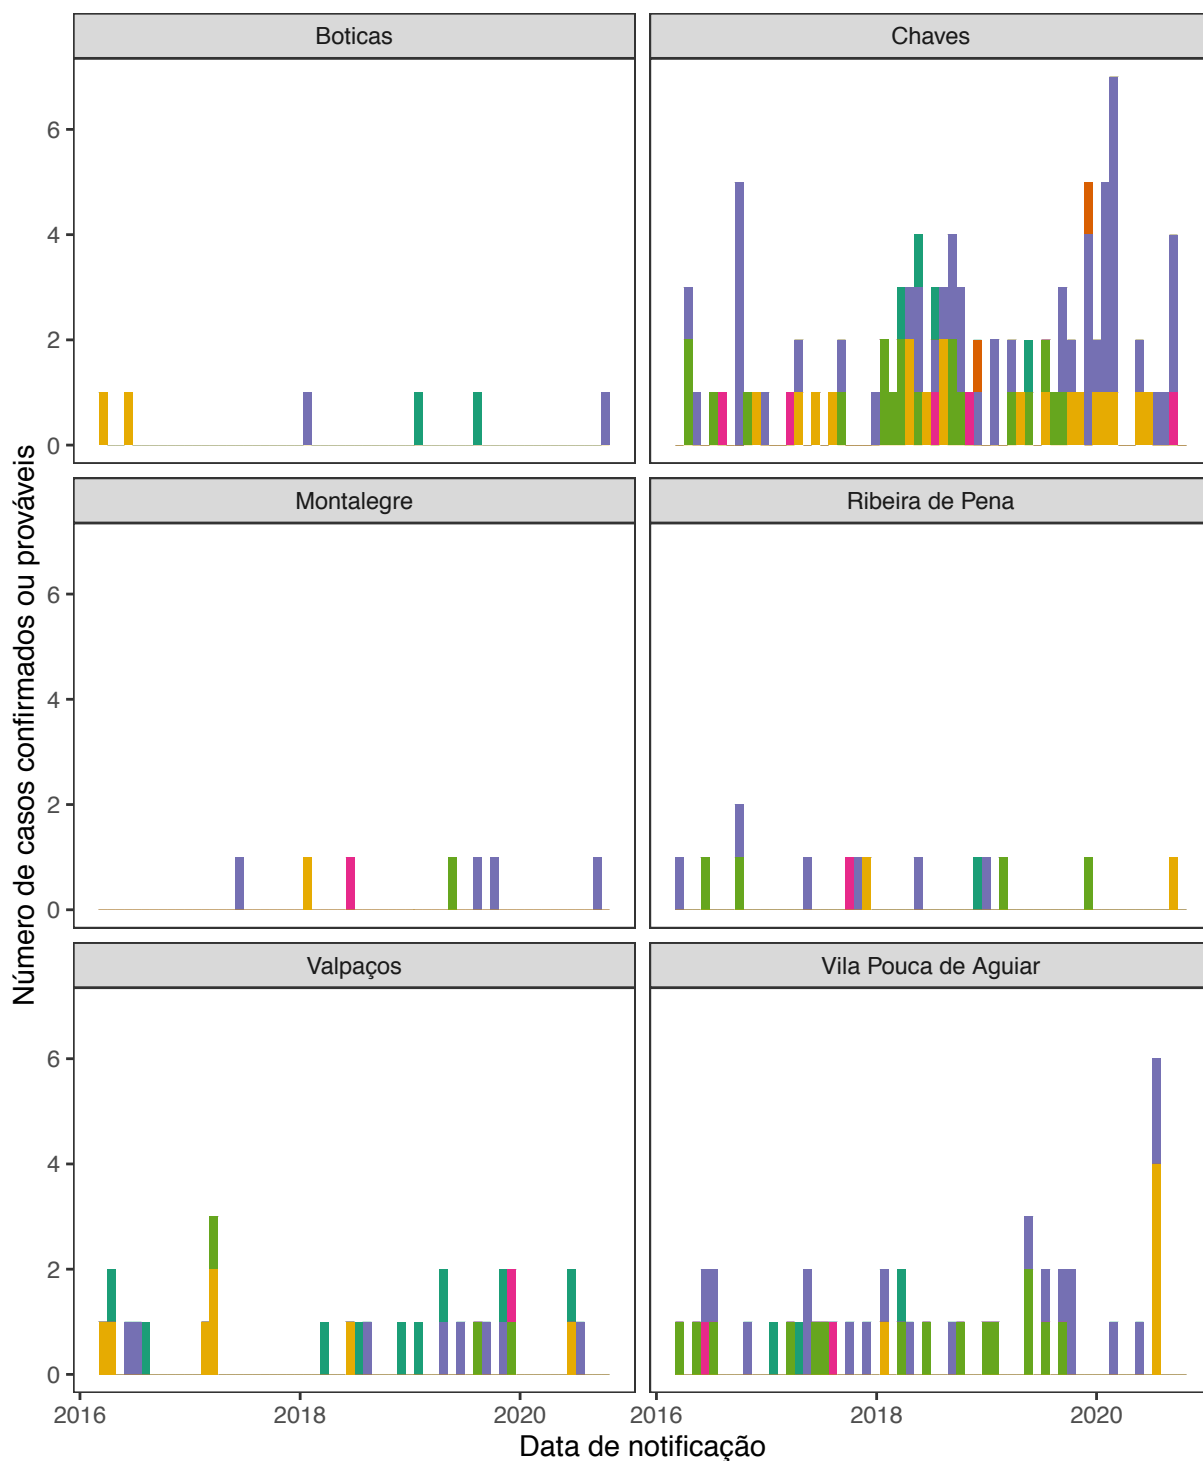 Boticas
Chaves
6
4
2
0
Montalegre
Ribeira de Pena
6
4
2
0
Valpaços
Vila Pouca de Aguiar
6
4
2
0
2016 2018 2020 2016 2018 2020
Número de casos confirmados ou prováveis
Data de notificação